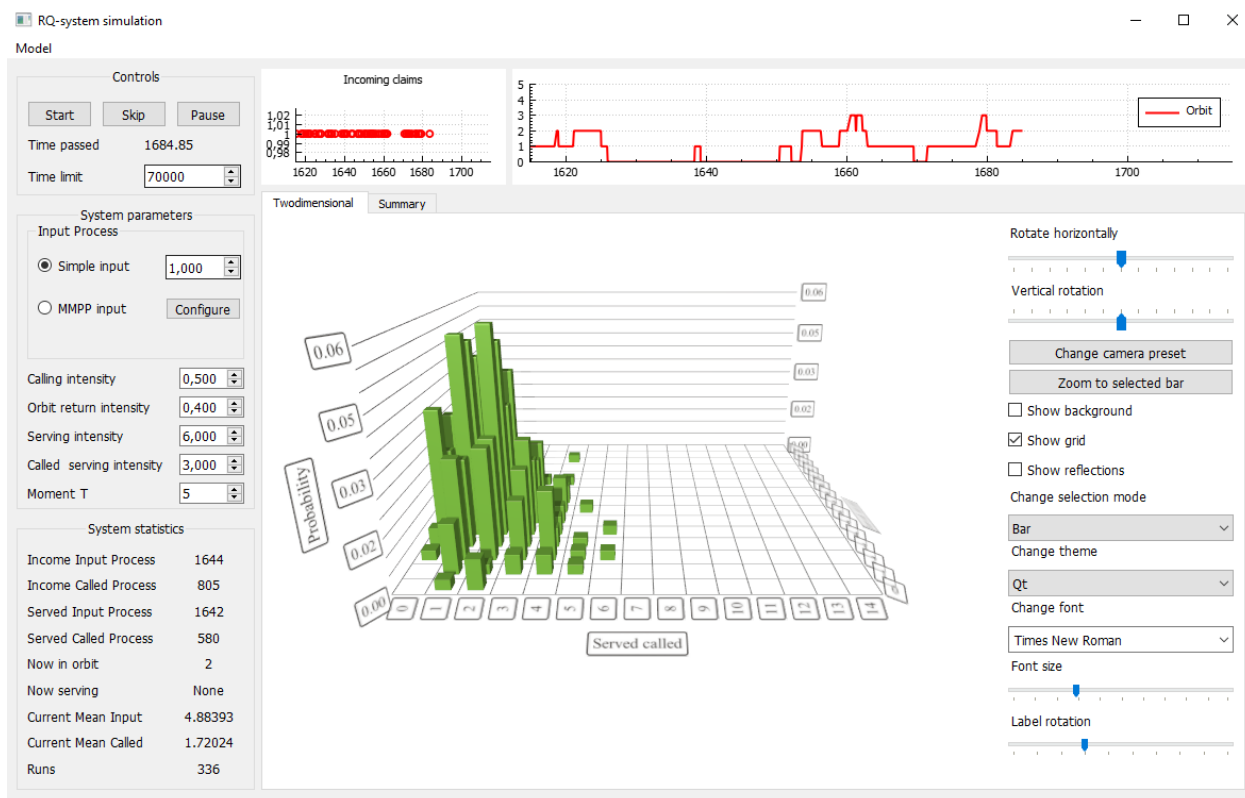 RQ-system simulation
Model
Controls
Start Skip Pause
Time passed 1684.85
Time limit 70000
System parameters
Input Process
Simple input 1,000
MMPP input Configure
Calling intensity 0,500
Orbit return intensity 0,400
Serving intensity 6,000
Called serving intensity 3,000
Moment T 5
System statistics
Income Input Process 1644
Income Called Process 805
Served Input Process 1642
Served Called Process 580
Now in orbit 2
Now serving None
Current Mean Input 4.88393
Current Mean Called 1.72024
Runs 336
Incoming claims
1,02
1,01
1
0,99
0,98
1620 1640 1660 1680 1700
5
4
3
2
1
0
1620 1640 1660 1680 1700
Orbit
Twodimensional Summary
0.06
0.05
0.03
0.02
0.00
Probability
0.06
0.05
0.03
0.02
0.00
0 1 2 3 4 5 6 7 8 9 10 11 12 13 14
Served called
Rotate horizontally
Vertical rotation
Change camera preset
Zoom to selected bar
Show background
Show grid
Show reflections
Change selection mode
Bar
Change theme
Qt
Change font
Times New Roman
Font size
Label rotation